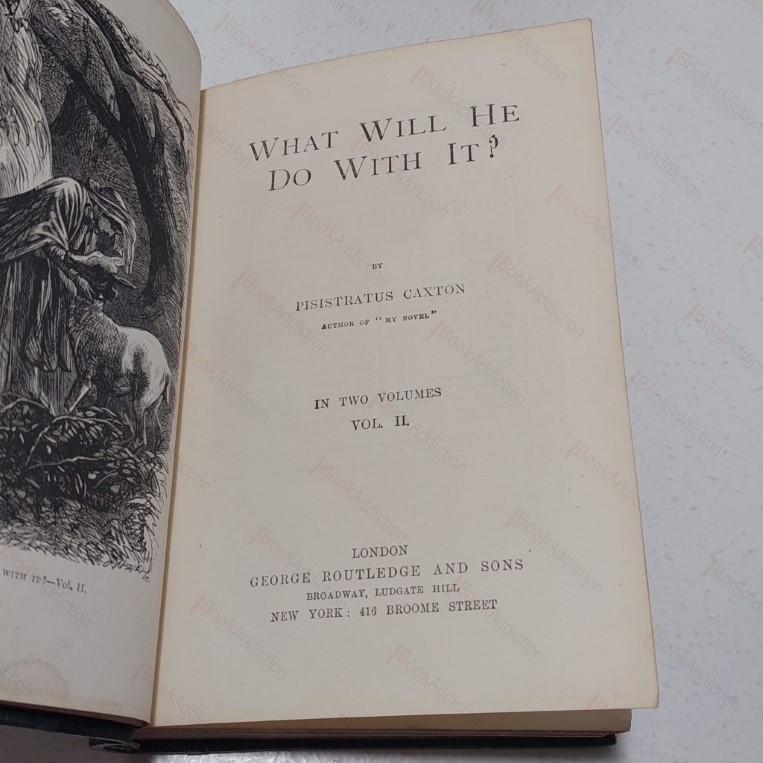 WITH IT?—Vol. II.
WHAT WILL HE
DO WITH IT?
BY
PISISTRATUS CAXTON
AUTHOR OF "MY NOVEL"
IN TWO VOLUMES
VOL. II.
LONDON
GEORGE ROUTLEDGE AND SONS
BROADWAY, LUDGATE HILL
NEW YORK: 416 BROOME STREET
BookAddiction